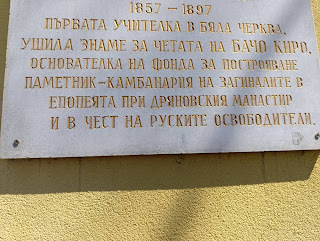 1857 – 1897
ПЪРВАТА УЧИТЕЛКА В БЯЛА ЧЕРКВА.
УШИЛА ЗНАМЕ ЗА ЧЕТАТА НА БАЧО КИРО.
ОСНОВАТЕЛКА НА ФОНДА ЗА ПОСТРОЯВАНЕ
ПАМЕТНИК-КАМБАНАРИЯ НА ЗАГИНАЛИТЕ В
ЕПОПЕЯТА ПРИ ДРЯНОВСКИЯ МАНАСТИР
И В ЧЕСТ НА РУСКИТЕ ОСВОБОДИТЕЛИ.